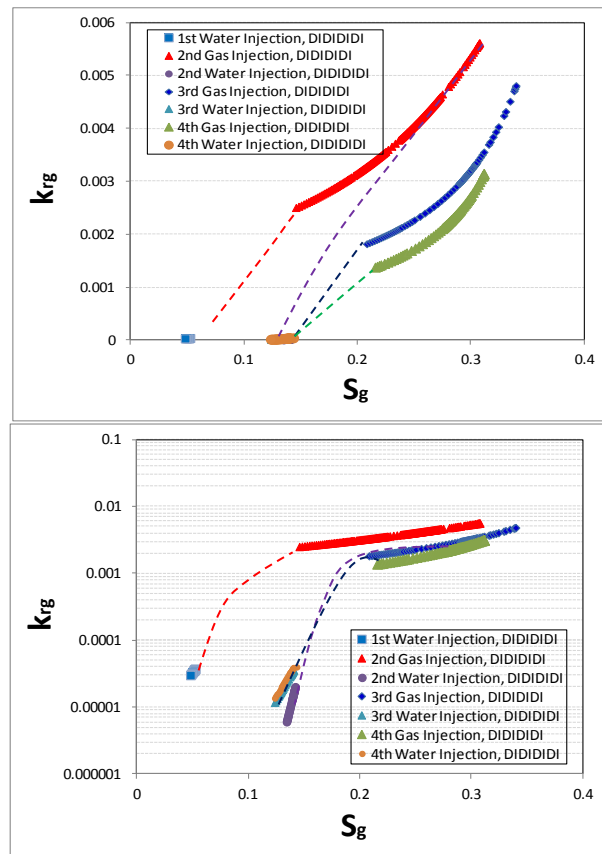 0.006
0.005
0.004
0.003
0.002
0.001
0
krg
1st Water Injection, DIDIDIDI
2nd Gas Injection, DIDIDIDI
2nd Water Injection, DIDIDIDI
3rd Gas Injection, DIDIDIDI
3rd Water Injection, DIDIDIDI
4th Gas Injection, DIDIDIDI
4th Water Injection, DIDIDIDI
0 0.1 0.2 0.3 0.4
Sg
0.1
0.01
0.001
0.0001
0.00001
0.000001
krg
1st Water Injection, DIDIDIDI
2nd Gas Injection, DIDIDIDI
2nd Water Injection, DIDIDIDI
3rd Gas Injection, DIDIDIDI
3rd Water Injection, DIDIDIDI
4th Gas Injection, DIDIDIDI
4th Water Injection, DIDIDIDI
0 0.1 0.2 0.3 0.4
Sg